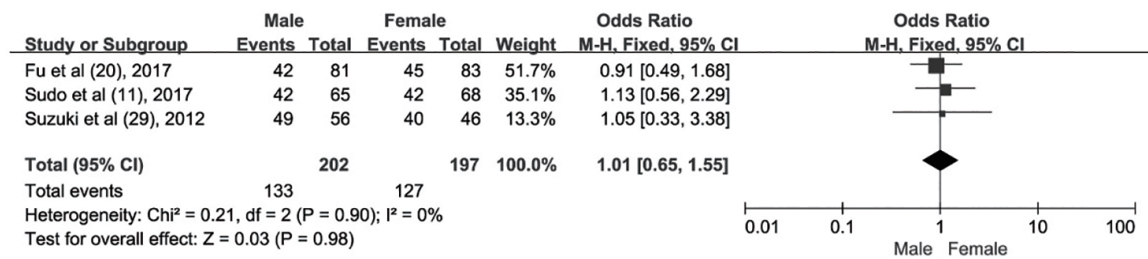 Male Female Odds Ratio Odds Ratio
Study or Subgroup Events Total Events Total Weight M-H, Fixed, 95% CI M-H, Fixed, 95% CI
Fu et al (20), 2017 42 81 45 83 51.7% 0.91 [0.49, 1.68]
Sudo et al (11), 2017 42 65 42 68 35.1% 1.13 [0.56, 2.29]
Suzuki et al (29), 2012 49 56 40 46 13.3% 1.05 [0.33, 3.38]
Total (95% CI) 202 197 100.0% 1.01 [0.65, 1.55]
Total events 133 127
Heterogeneity: Chi² = 0.21, df = 2 (P = 0.90); I² = 0%
Test for overall effect: Z = 0.03 (P = 0.98)
0.01 0.1 1 10 100
Male Female